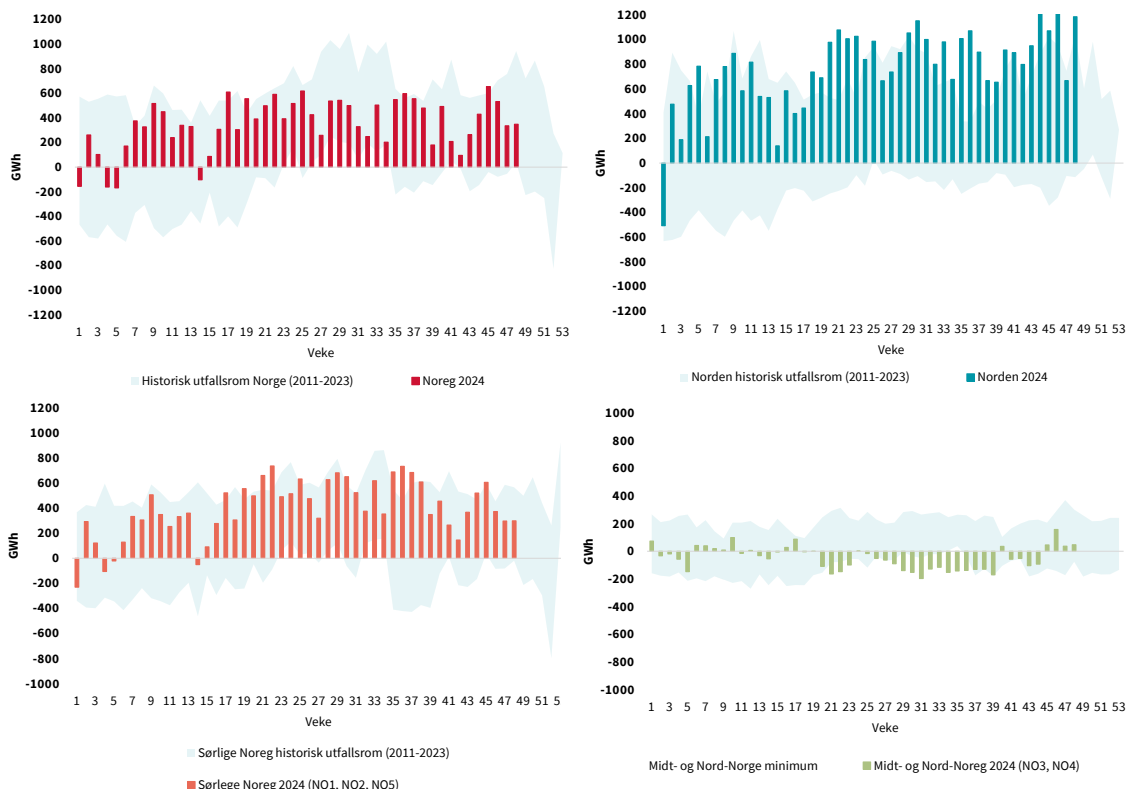 1200
1000
800
600
400
200
0
-200
-400
-600
-800
-1000
-1200
GWh
1 3 5 7 9 11 13 15 17 19 21 23 25 27 29 31 33 35 37 39 41 43 45 47 49 51 53
Veke
Historisk utfallsrom Norge (2011-2023) Noreg 2024
1200
1000
800
600
400
200
0
-200
-400
-600
-800
-1000
-1200
GWh
1 3 5 7 9 11 13 15 17 19 21 23 25 27 29 31 33 35 37 39 41 43 45 47 49 51 53
Veke
Norden historisk utfallsrom (2011-2023) Norden 2024
1200
1000
800
600
400
200
0
-200
-400
-600
-800
-1000
GWh
1 3 5 7 9 11 13 15 17 19 21 23 25 27 29 31 33 35 37 39 41 43 45 47 49 51 5
Veke
Sørlige Noreg historisk utfallsrom (2011-2023)
Sørlege Noreg 2024 (NO1, NO2, NO5)
1000
800
600
400
200
0
-200
-400
-600
-800
-1000
GWh
1 3 5 7 9 11 13 15 17 19 21 23 25 27 29 31 33 35 37 39 41 43 45 47 49 51 53
Veke
Midt- og Nord-Norge minimum Midt- og Nord-Noreg 2024 (NO3, NO4)